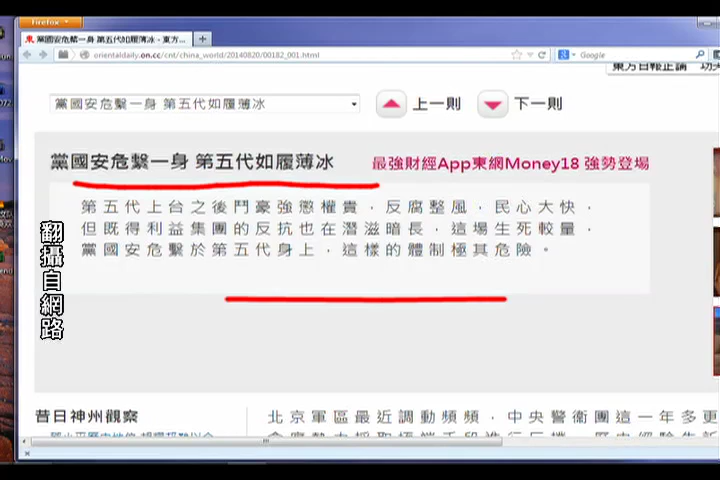 Firefox
黨國安危繫一身 第五代如履薄冰 - 東方...
orientaldaily.on.cc/cnt/china_world/20140820/00182_001.html
Google
東方日報正論
黨國安危繫一身 第五代如履薄冰
上一則
下一則
黨國安危繫一身 第五代如履薄冰
最強財經App東網Money18 強勢登場
第五代上台之後鬥豪強懲權貴，反腐整風，民心大快，
但既得利益集團的反抗也在潛滋暗長，這場生死較量，
黨國安危繫於第五代身上，這樣的體制極其危險。
翻攝自網路
昔日神州觀察
北京軍區最近調動頻頻，中央警衞團這一年多更